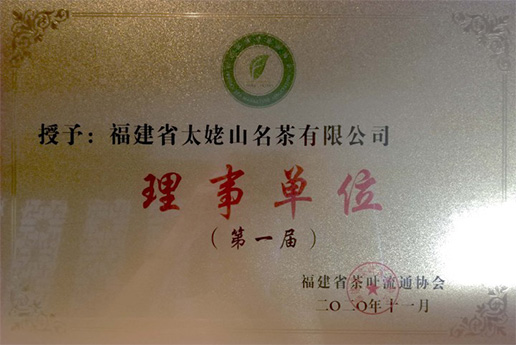 授予：福建省太姥山名茶有限公司
理事单位
（第一届）
福建省茶叶流通协会
二〇二〇年十一月